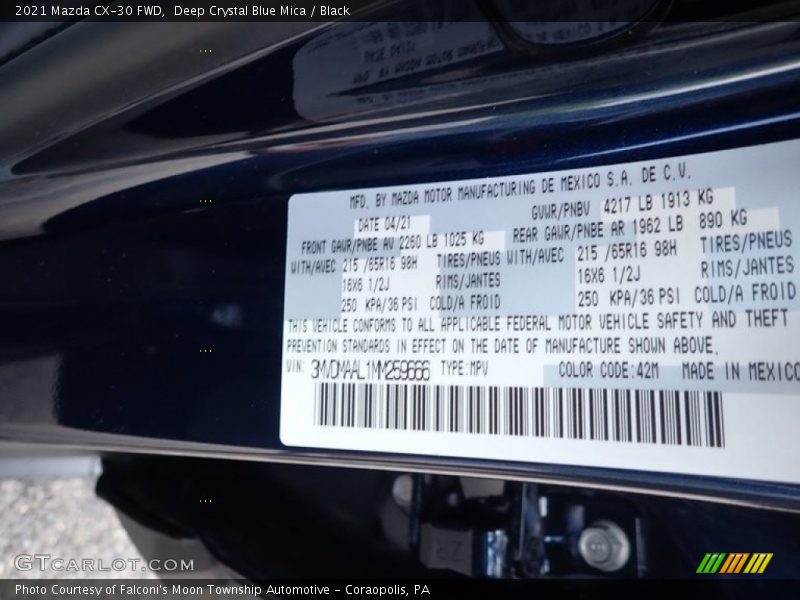 2021 Mazda CX-30 FWD,  Deep Crystal Blue Mica / Black
MFD. BY MAZDA MOTOR MANUFACTURING DE MEXICO S.A. DE C.V.
DATE 04/21 GVWR/PNBV 4217 LB 1913 KG
FRONT GAWR/PNBE AV 2260 LB 1025 KG REAR GAWR/PNBE AR 1962 LB 890 KG
WITH/AVEC 215 /65R16 98H TIRES/PNEUS WITH/AVEC 215 /65R16 98H TIRES/PNEUS
16X6 1/2J RIMS/JANTES 16X6 1/2J RIMS/JANTES
250 KPA/36 PSI COLD/A FROID 250 KPA/36 PSI COLD/A FROID
THIS VEHICLE CONFORMS TO ALL APPLICABLE FEDERAL MOTOR VEHICLE SAFETY AND THEFT
PREVENTION STANDARDS IN EFFECT ON THE DATE OF MANUFACTURE SHOWN ABOVE.
VIN: 3MVDMAAL1MM259666 TYPE:MPV COLOR CODE:42M MADE IN MEXICO
GTCARLOT.COM
Photo Courtesy of Falconi's Moon Township Automotive - Coraopolis, PA